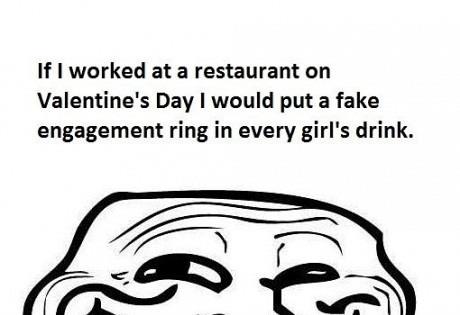 If I worked at a restaurant on
Valentine's Day I would put a fake
engagement ring in every girl's drink.